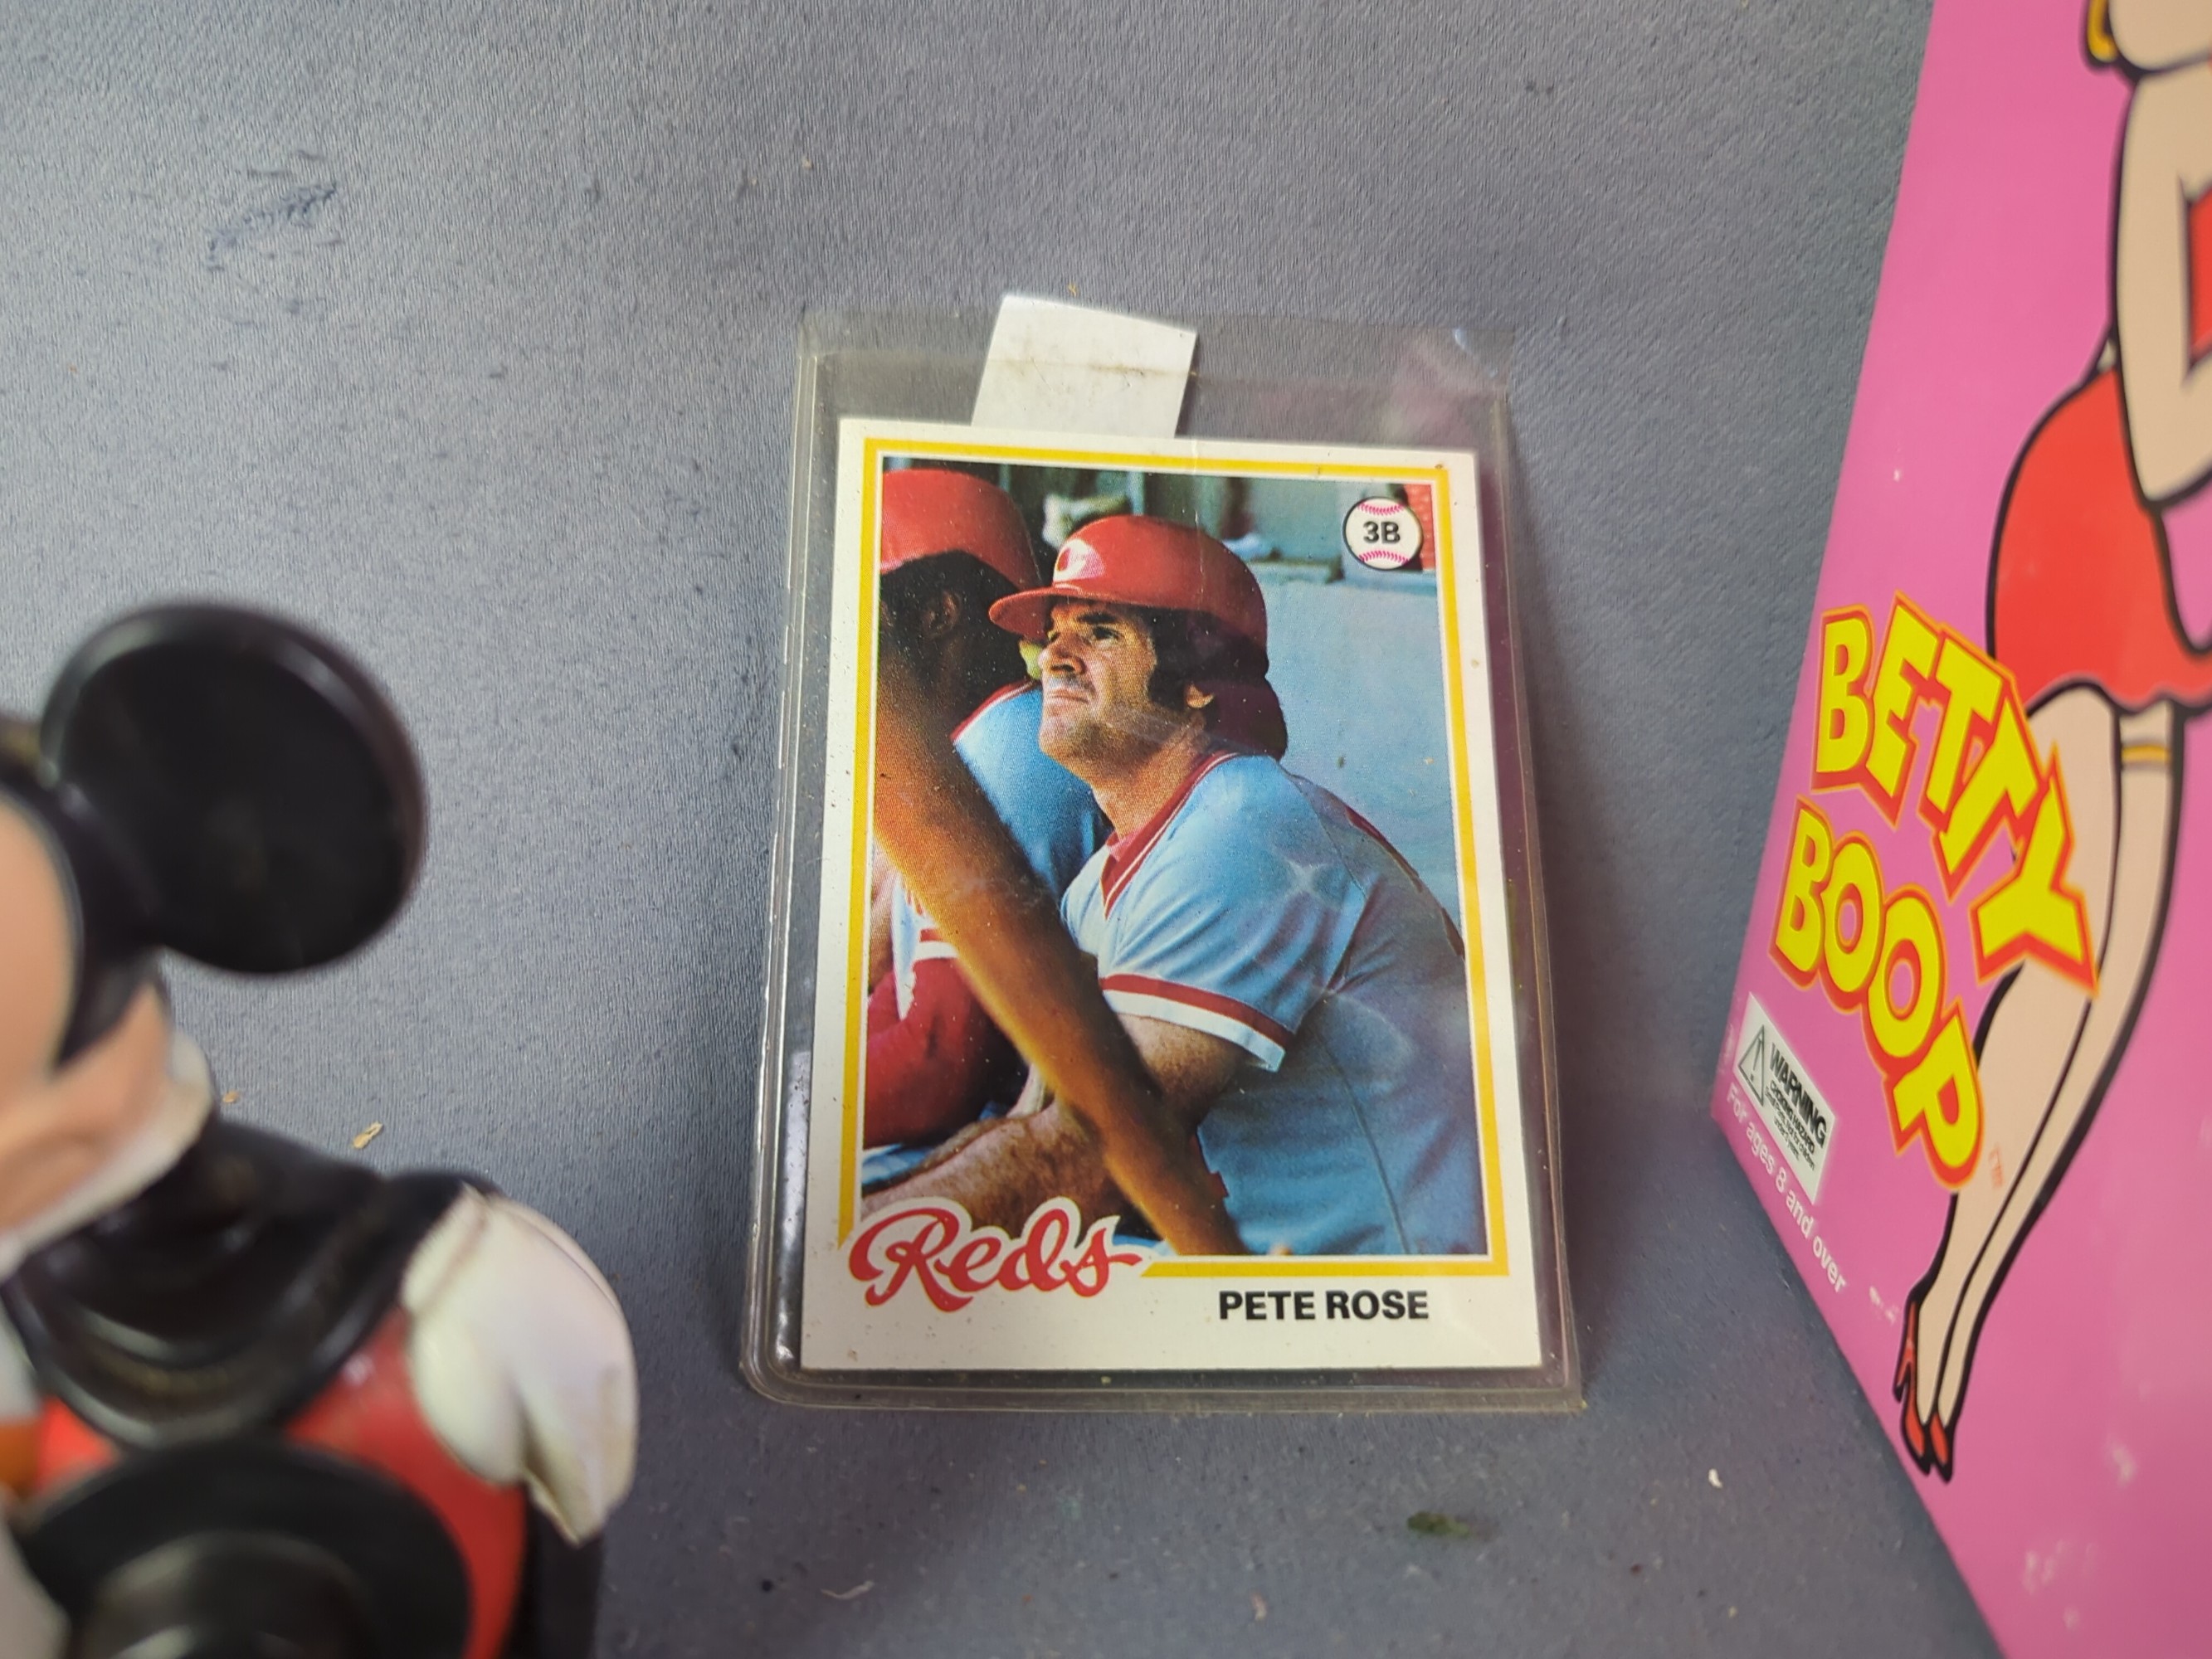 3B
Reds
PETE ROSE
BETTY
BOOP
WARNING
For ages 8 and over